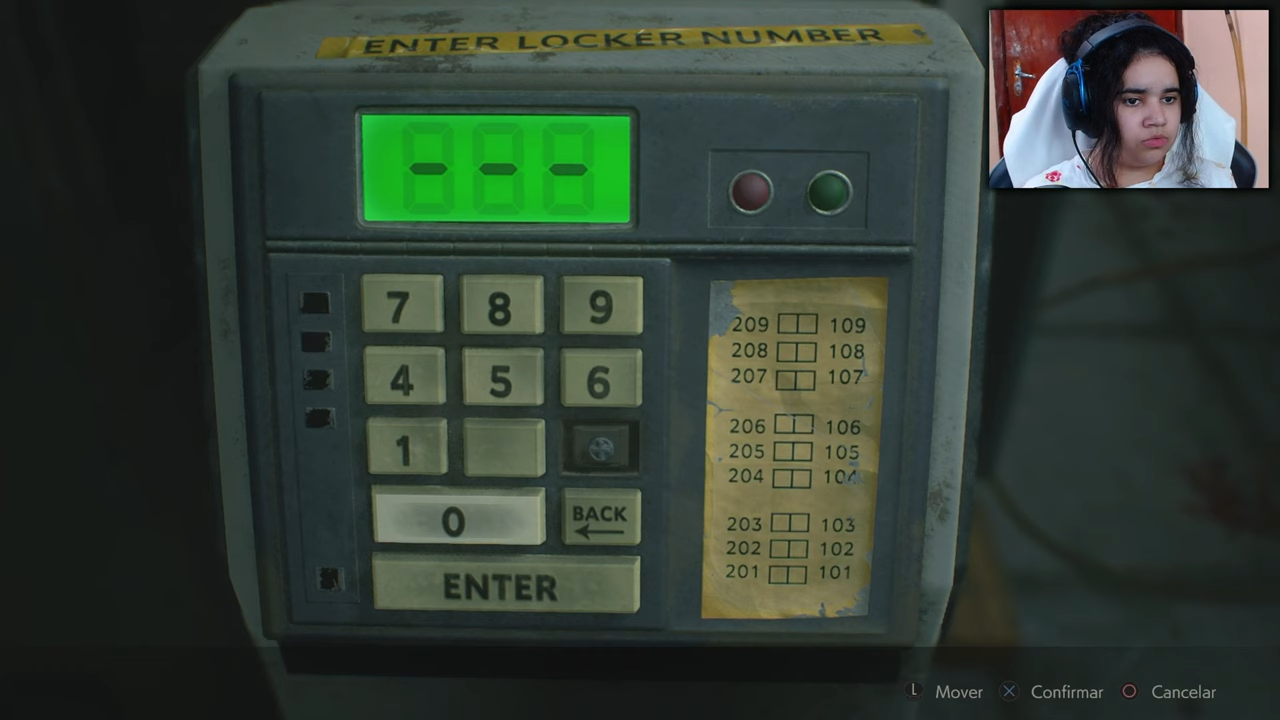 ENTER LOCKER NUMBER
- - -
7 8 9
4 5 6
1
0 BACK
ENTER
209 109
208 108
207 107
206 106
205 105
204 104
203 103
202 102
201 101
L Mover Confirmar Cancelar